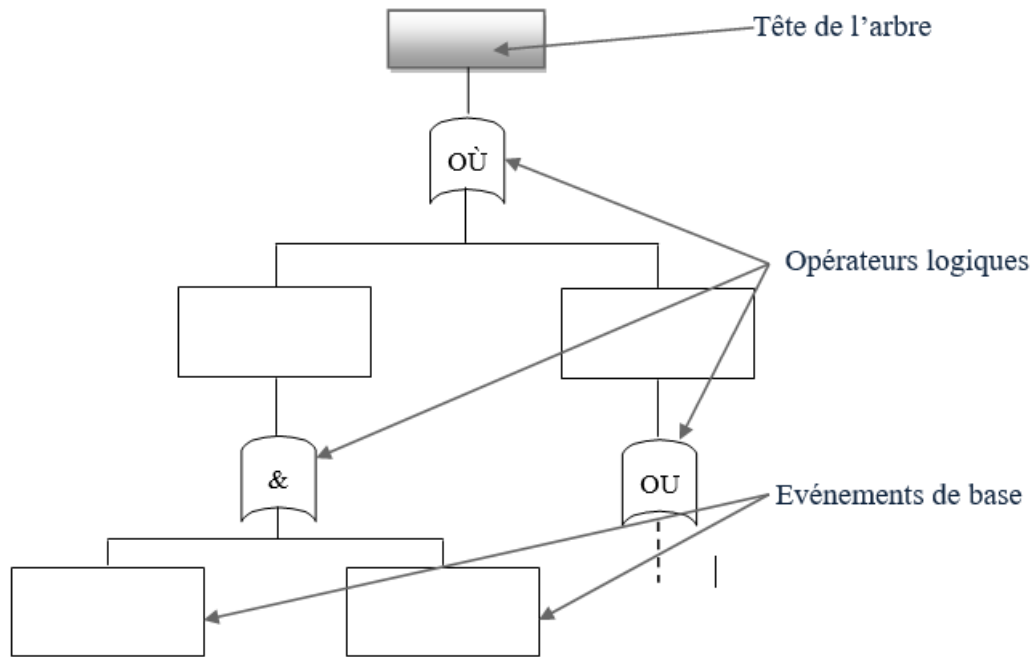 Tête de l’arbre
OÙ
Opérateurs logiques
&
OU
Evénements de base